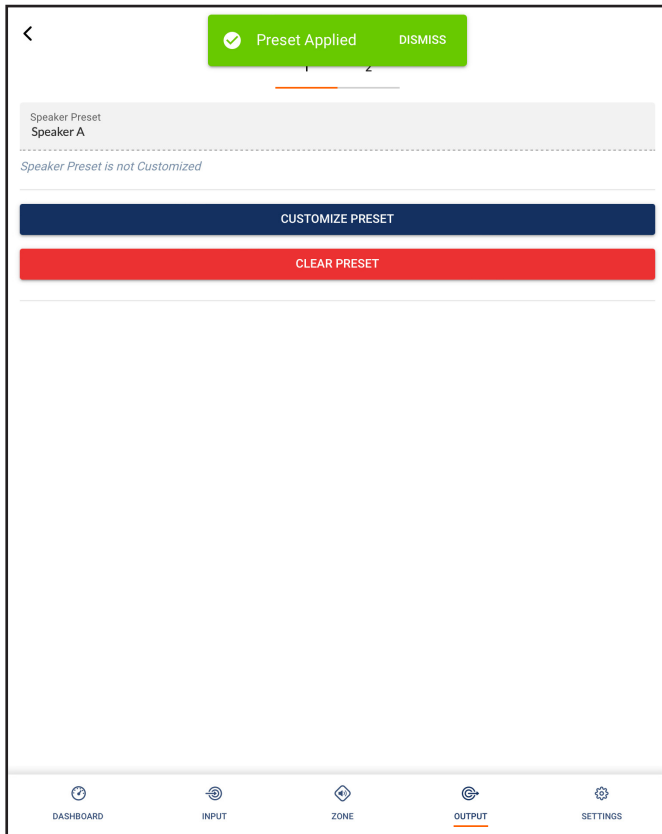 Preset Applied DISMISS
1 2
Speaker Preset
Speaker A
Speaker Preset is not Customized
CUSTOMIZE PRESET
CLEAR PRESET
DASHBOARD INPUT ZONE OUTPUT SETTINGS